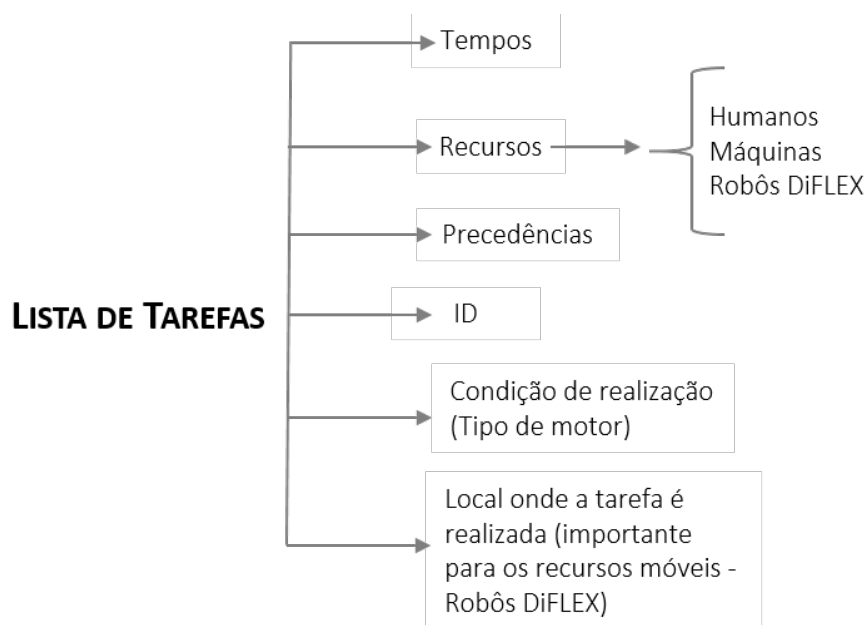 Tempos
Recursos
Humanos
Máquinas
Robôs DiFLEX
Precedências
LISTA DE TAREFAS
ID
Condição de realização
(Tipo de motor)
Local onde a tarefa é
realizada (importante
para os recursos móveis -
Robôs DiFLEX)